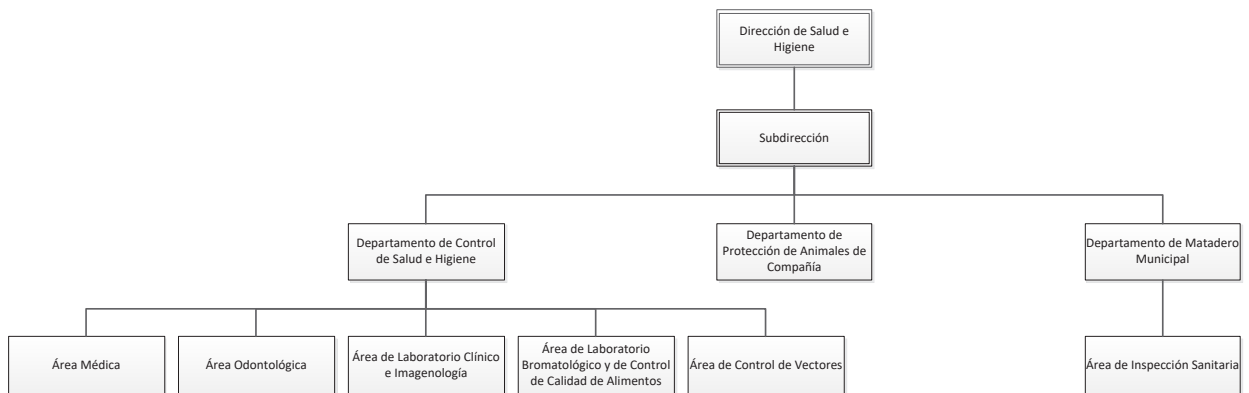 Dirección de Salud e
Higiene
Subdirección
Departamento de Control
de Salud e Higiene
Departamento de
Protección de Animales de
Compañía
Departamento de Matadero
Municipal
Área Médica
Área Odontológica
Área de Laboratorio Clínico
e Imagenología
Área de Laboratorio
Bromatológico y de Control
de Calidad de Alimentos
Área de Control de Vectores
Área de Inspección Sanitaria